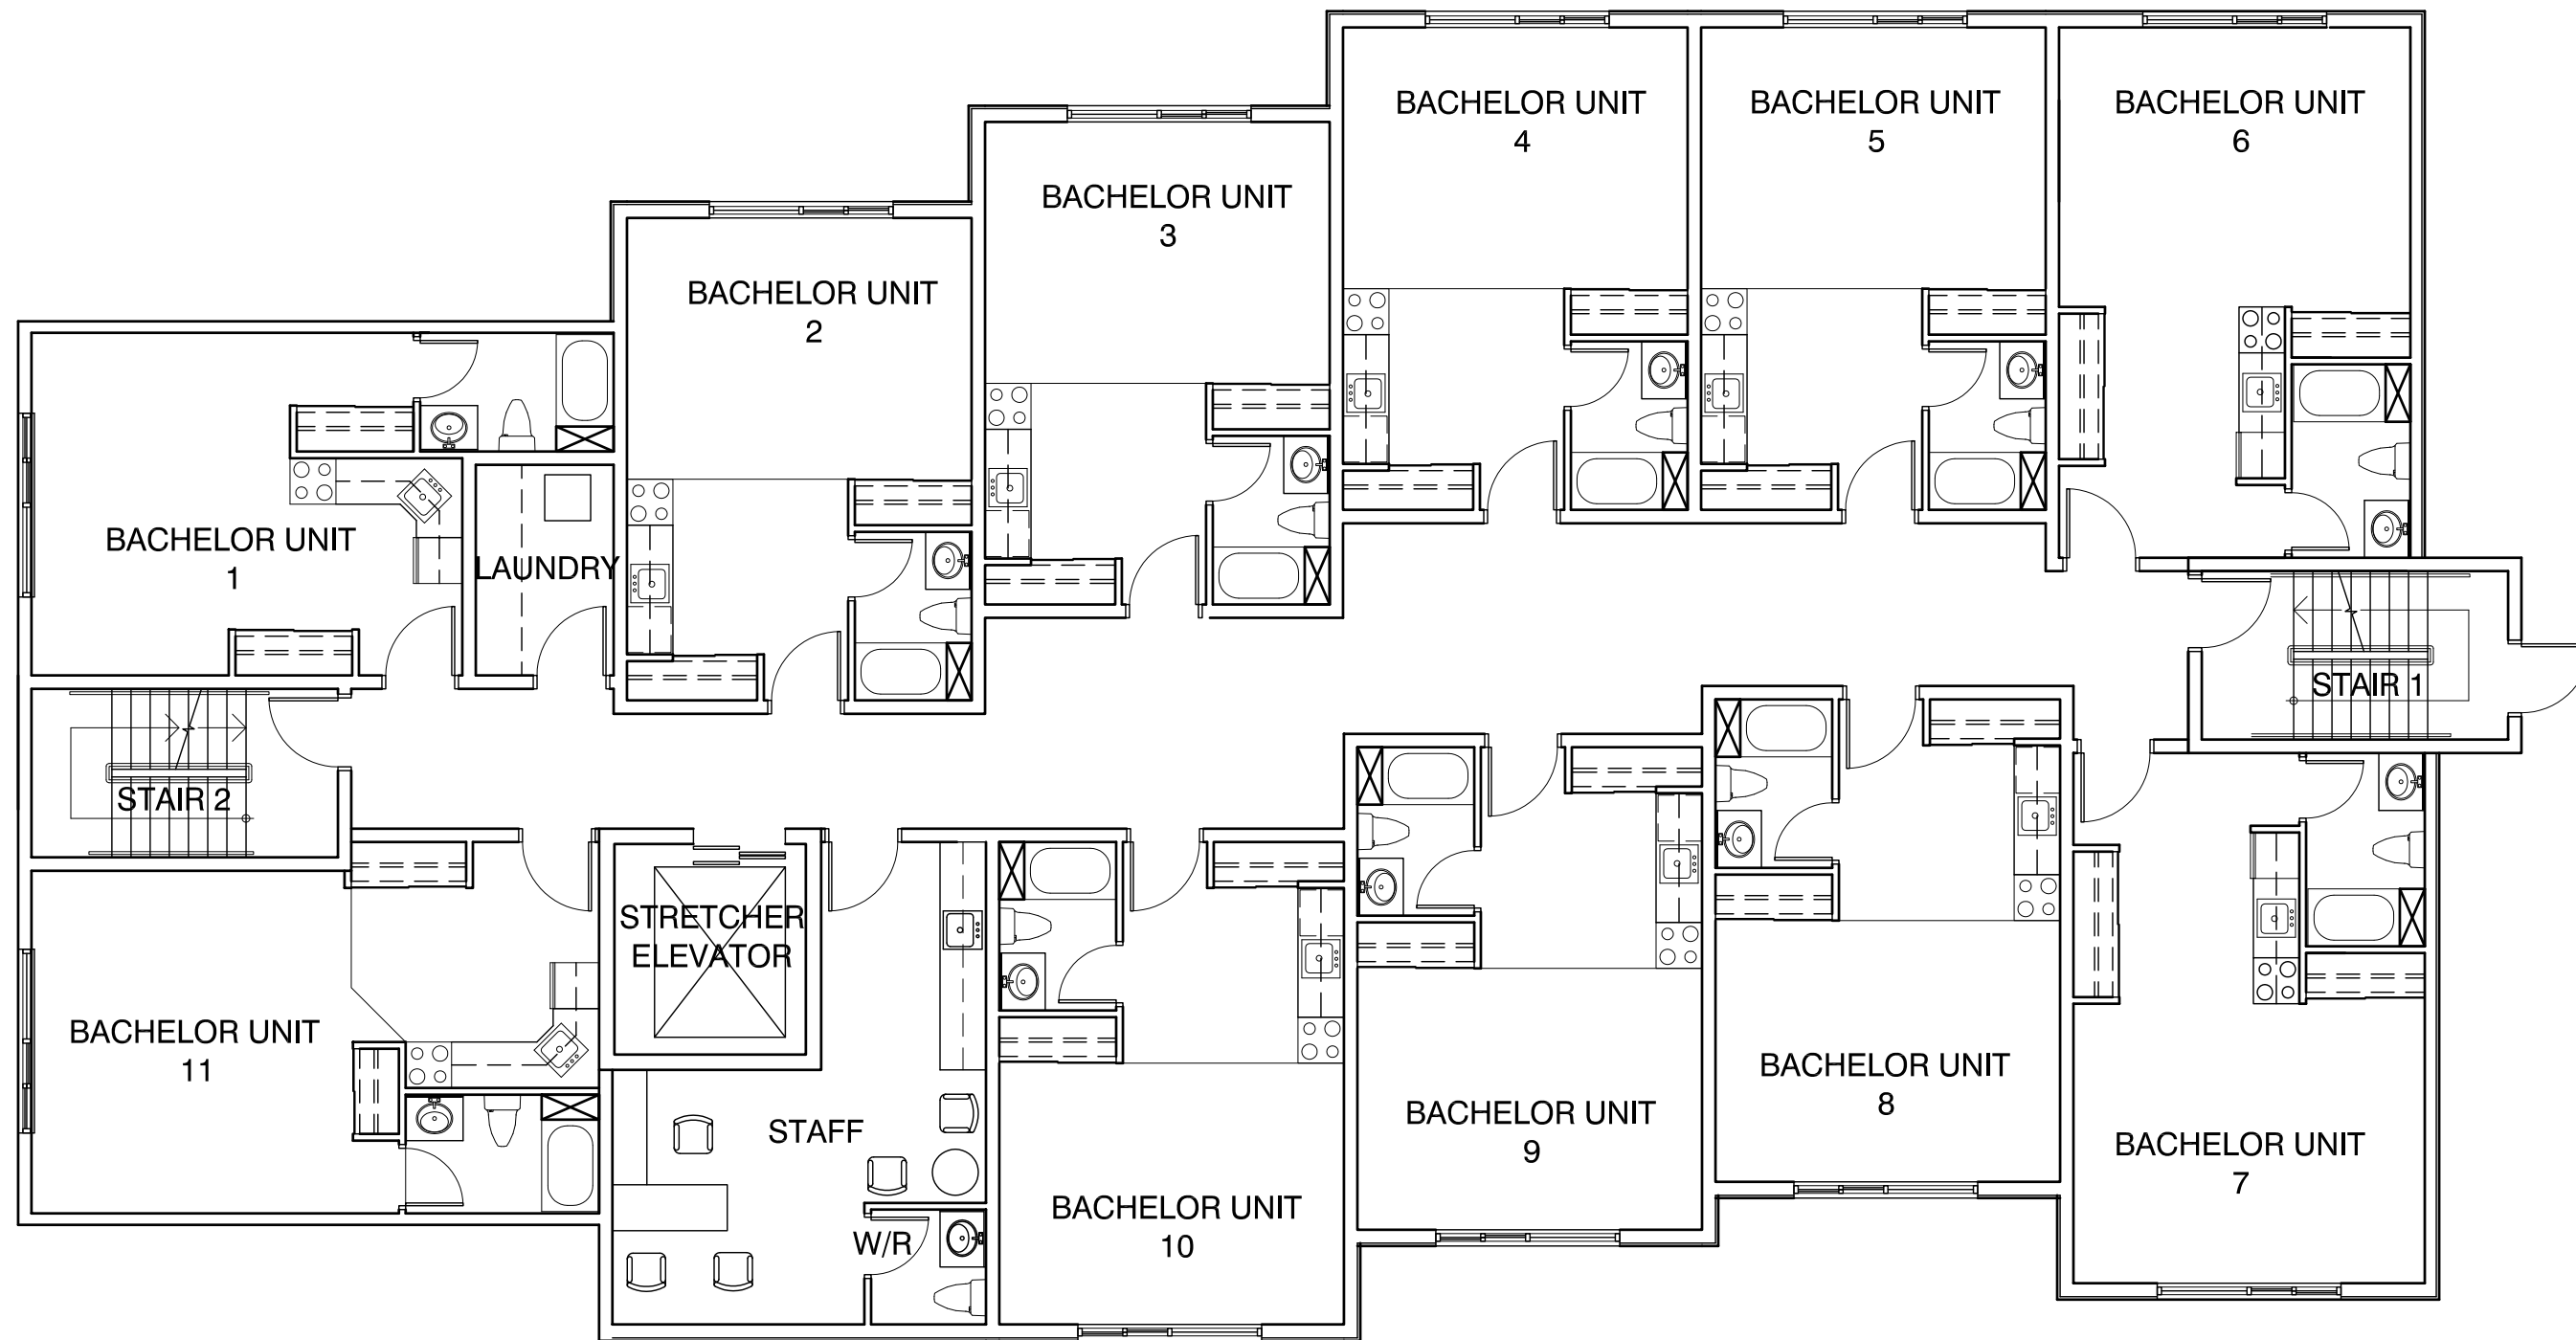 BACHELOR UNIT
4
BACHELOR UNIT
5
BACHELOR UNIT
6
BACHELOR UNIT
3
BACHELOR UNIT
2
BACHELOR UNIT
1
LAUNDRY
STAIR 1
STAIR 2
STRETCHER
ELEVATOR
BACHELOR UNIT
11
STAFF
W/R
BACHELOR UNIT
10
BACHELOR UNIT
9
BACHELOR UNIT
8
BACHELOR UNIT
7